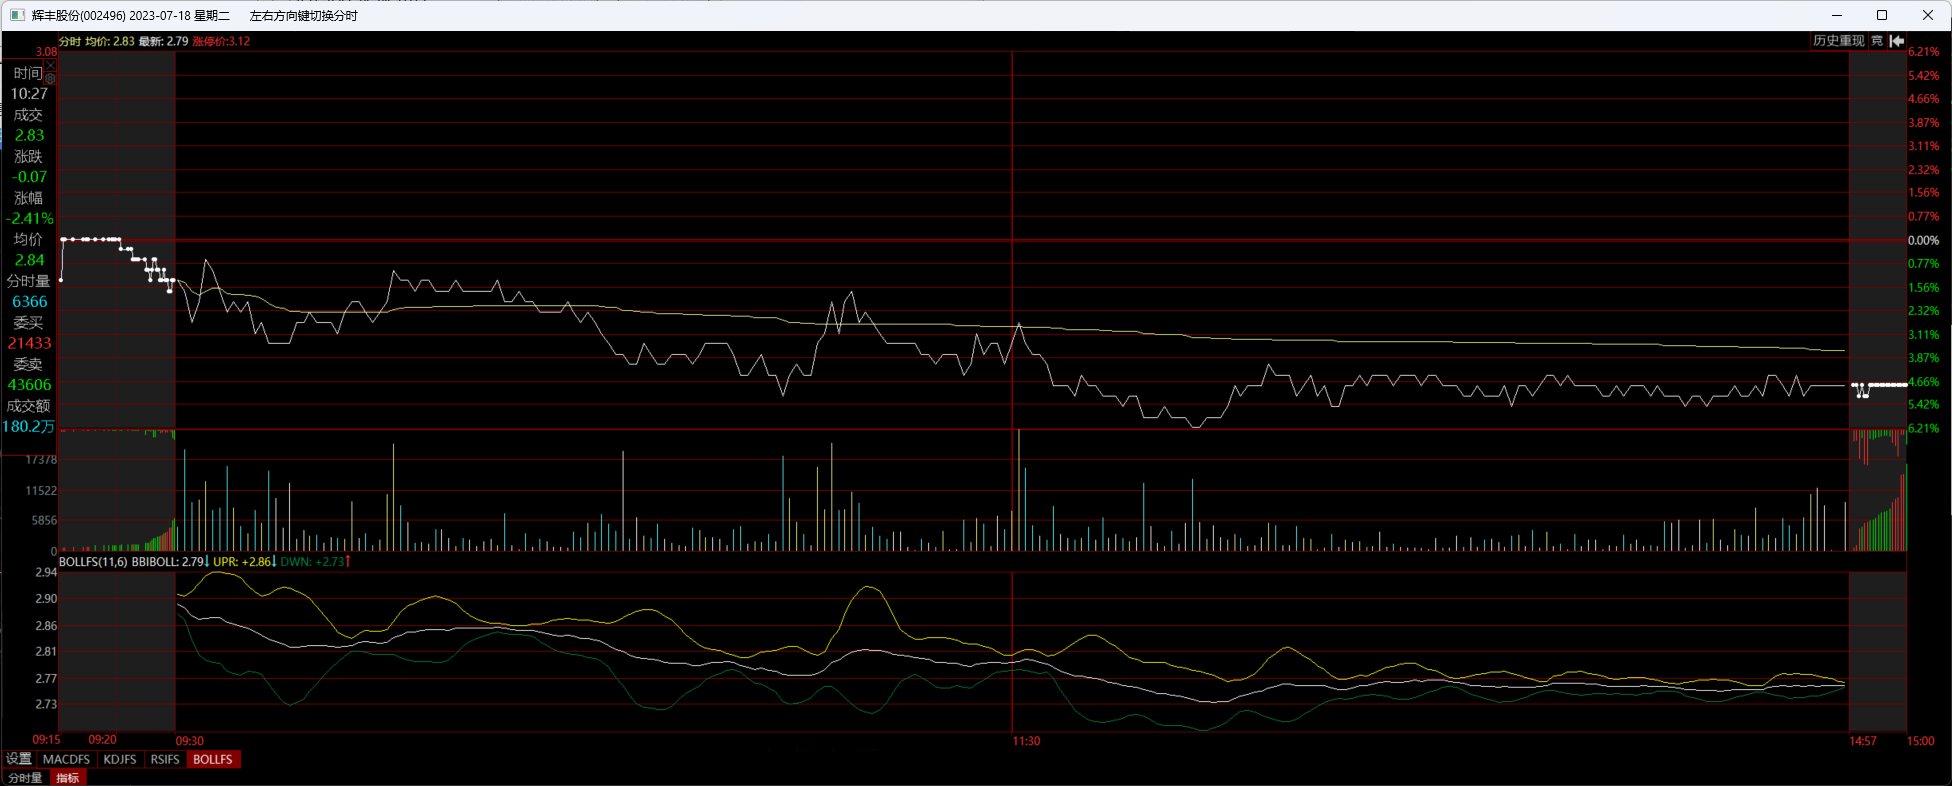 辉丰股份(002496) 2023-07-18 星期二 左右方向键切换分时
分时 均价: 2.83 最新: 2.79 涨停价:3.12
历史重现 竞
3.08
时间
10:27
成交
2.83
涨跌
-0.07
涨幅
-2.41%
均价
2.84
分时量
6366
委买
21433
委卖
43606
成交额
180.2万
17378
11522
5856
0
6.21%
5.42%
4.66%
3.87%
3.11%
2.32%
1.56%
0.77%
0.00%
0.77%
1.56%
2.32%
3.11%
3.87%
4.66%
5.42%
6.21%
BOLLFS(11,6) BBIBOLL: 2.79↓ UPR: +2.86↓ DWN: +2.73↑
2.94
2.90
2.86
2.81
2.77
2.73
09:15 09:20 09:30 11:30 14:57 15:00
设置 MACDFS KDJFS RSIFS BOLLFS
分时量 指标